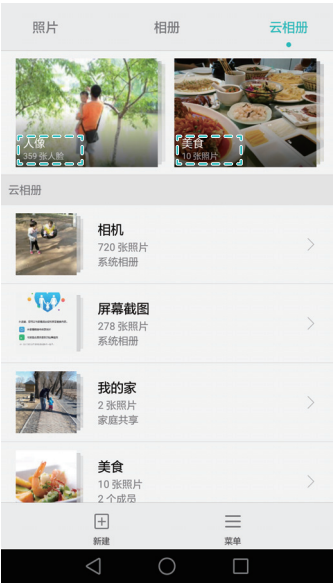 照片
相册
云相册
人像
359 张人脸
美食
10 张照片
云相册
相机
720 张照片
系统相册
屏幕截图
278 张照片
系统相册
我的家
2 张照片
家庭共享
美食
10 张照片
2 个成员
新建
菜单